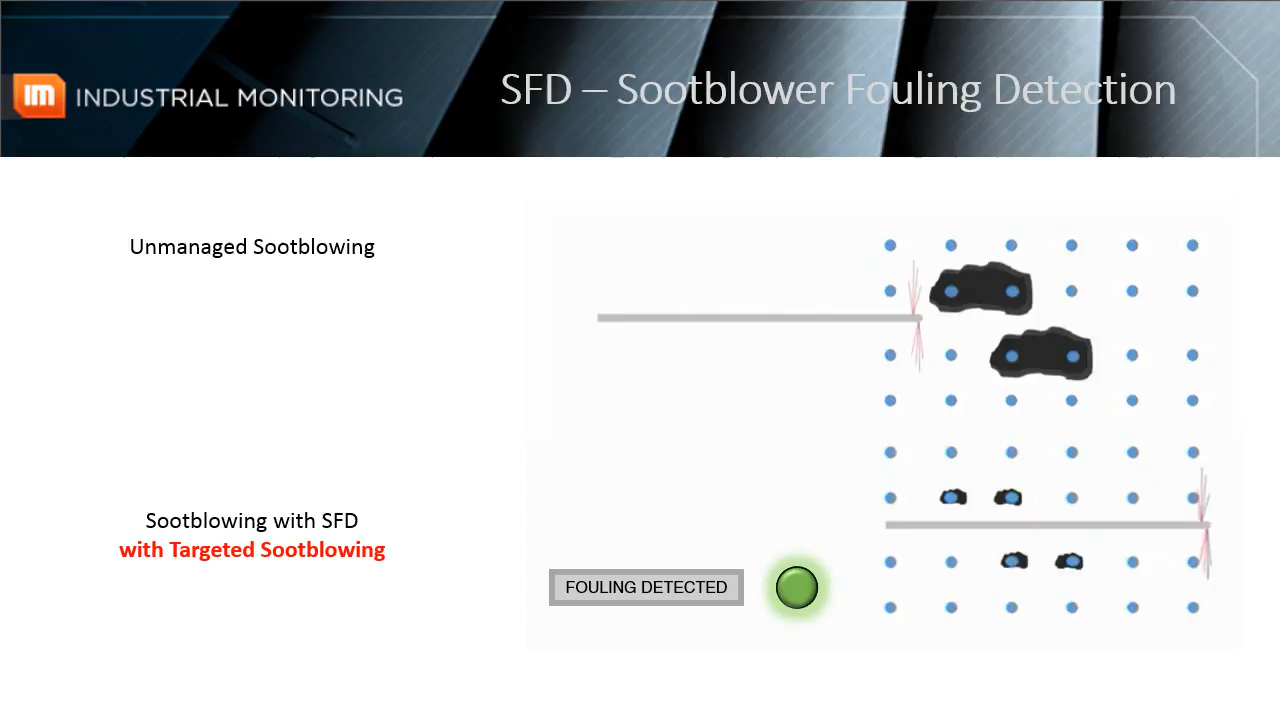 IM INDUSTRIAL MONITORING
SFD – Sootblower Fouling Detection
Unmanaged Sootblowing
Sootblowing with SFD
with Targeted Sootblowing
FOULING DETECTED